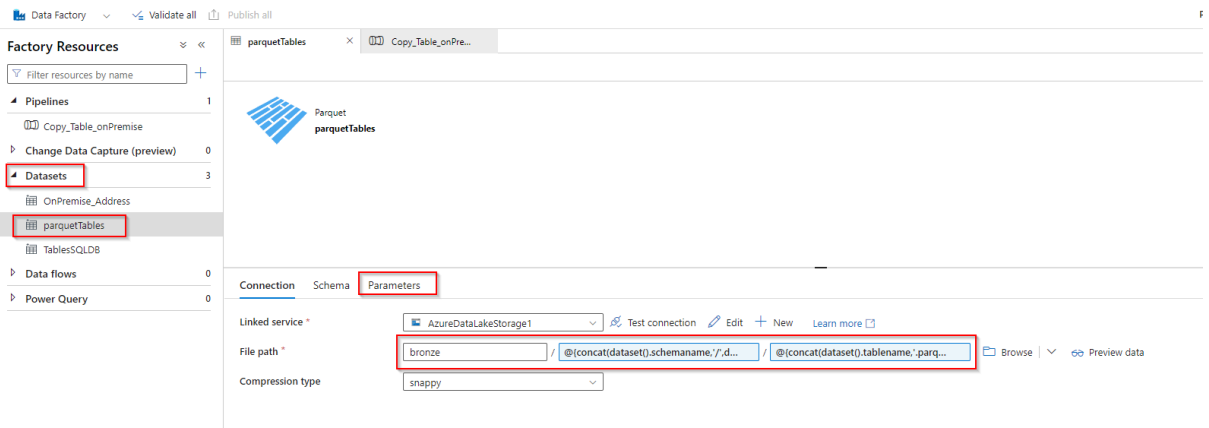 Data Factory Validate all Publish all
Factory Resources
Filter resources by name
Pipelines 1
Copy_Table_onPremise
Change Data Capture (preview) 0
Datasets 3
OnPremise_Address
parquetTables
TablesSQLDB
Data flows 0
Power Query 0
parquetTables Copy_Table_onPre...
Parquet
parquetTables
Connection Schema Parameters
Linked service * AzureDataLakeStorage1 Test connection Edit New Learn more
File path * bronze / @{concat(dataset().schemaname,'/',d... / @{concat(dataset().tablename,'.parq... Browse Preview data
Compression type snappy